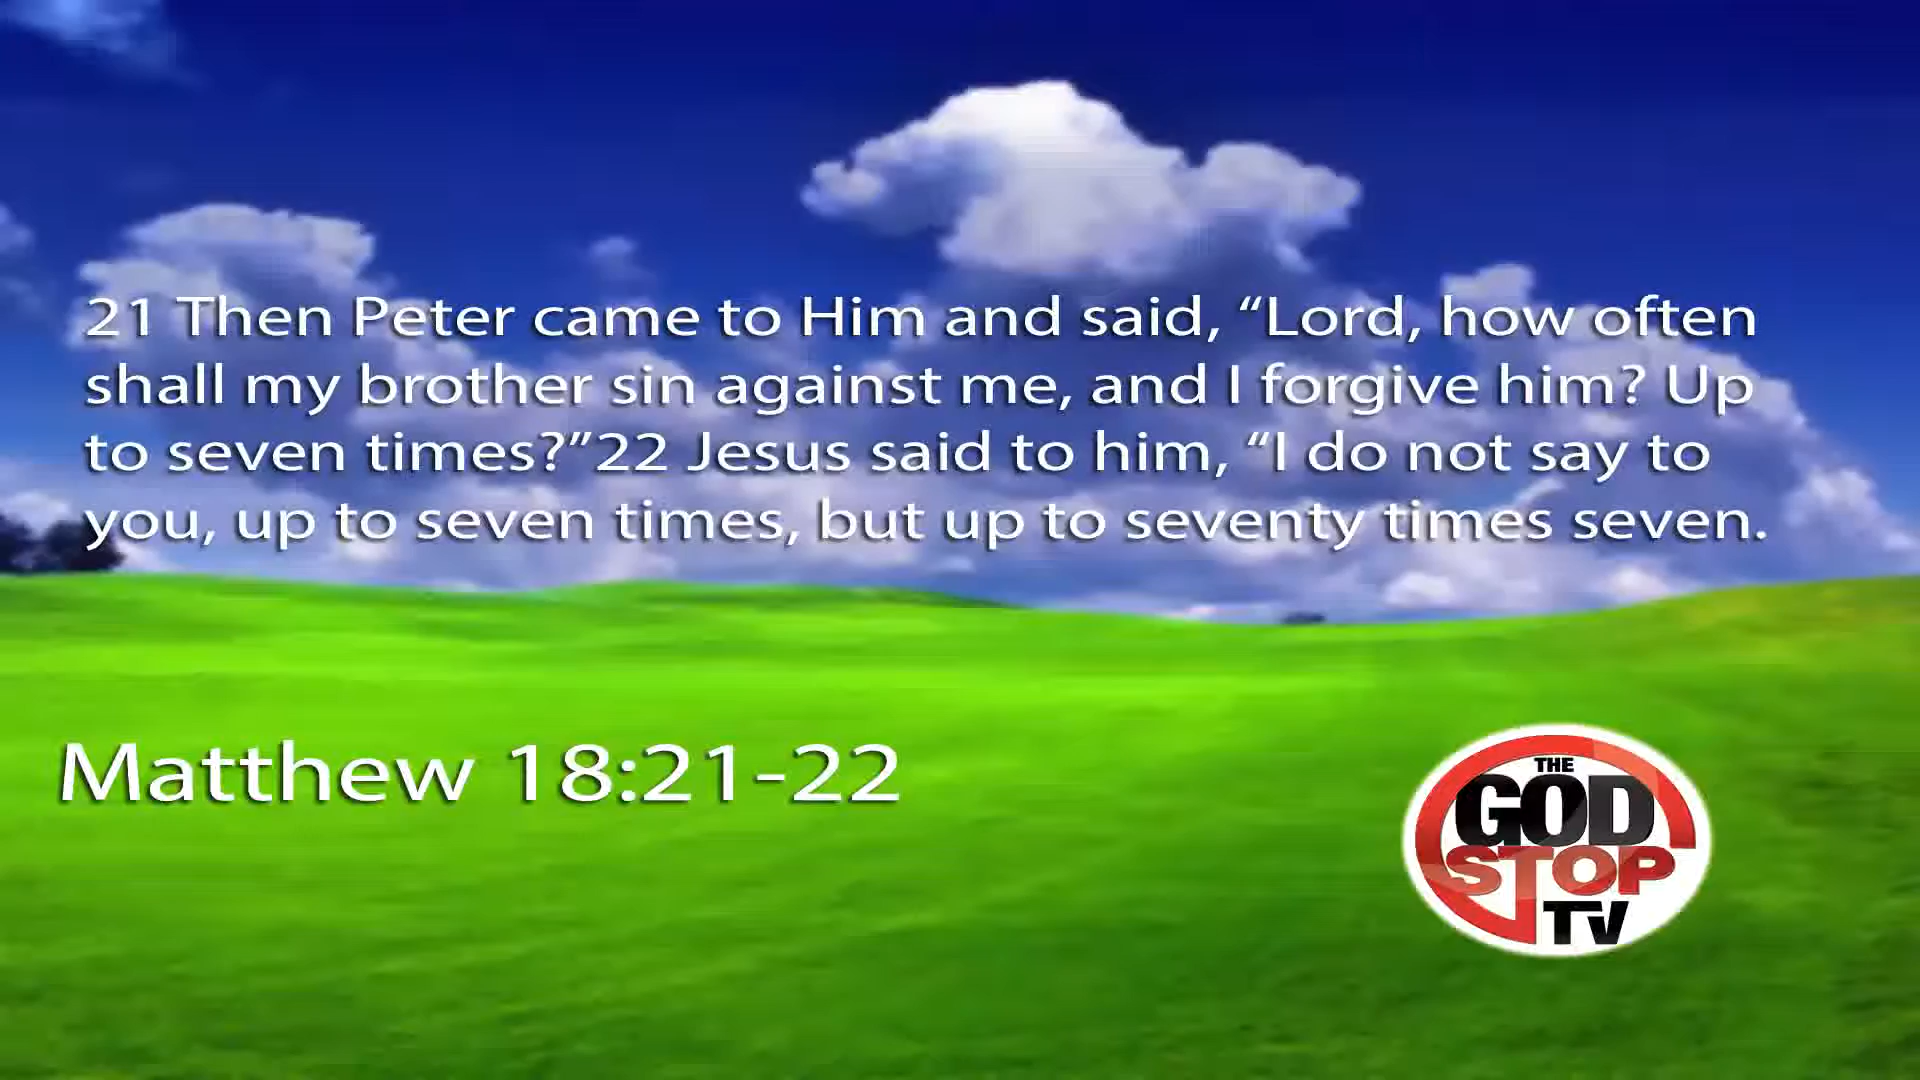 21 Then Peter came to Him and said, “Lord, how often
shall my brother sin against me, and I forgive him? Up
to seven times?”22 Jesus said to him, “I do not say to
you, up to seven times, but up to seventy times seven.
Matthew 18:21-22
THE
GOD
STOP
TV